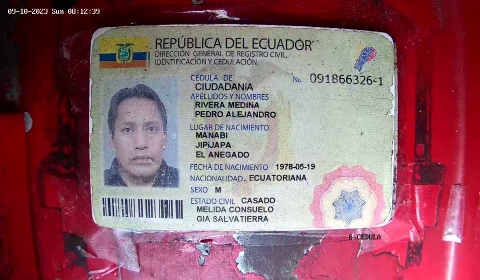 09-10-2023 Sun 08:12:39
REPÚBLICA DEL ECUADOR
DIRECCIÓN GENERAL DE REGISTRO CIVIL,
IDENTIFICACIÓN Y CEDULACIÓN
CÉDULA DE No. 091866326-1
CIUDADANÍA
APELLIDOS Y NOMBRES
RIVERA MEDINA
PEDRO ALEJANDRO
LUGAR DE NACIMIENTO
MANABI
JIPIJAPA
EL ANEGADO
FECHA DE NACIMIENTO 1978-05-19
NACIONALIDAD ECUATORIANA
SEXO M
ESTADO CIVIL CASADO
MELIDA CONSUELO
GIA SALVATIERRA
6-CEDULA